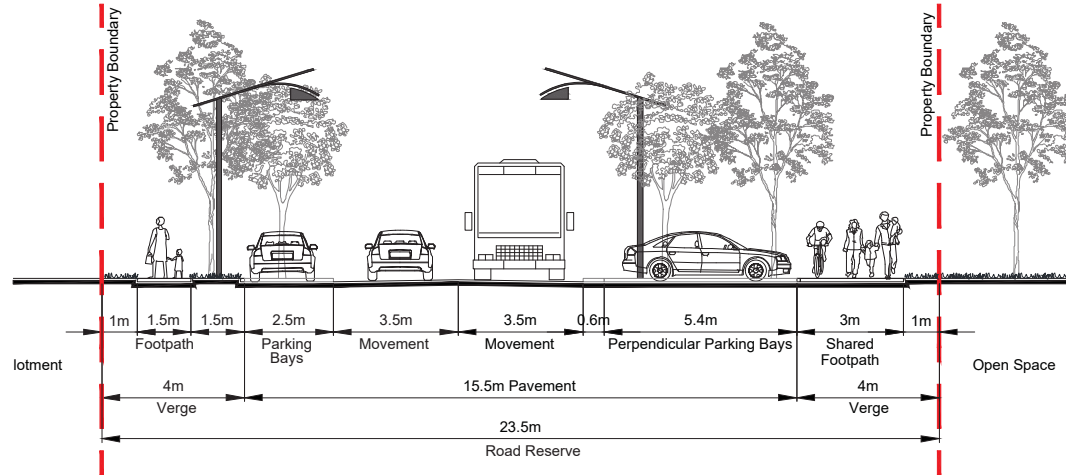 Property Boundary
Property Boundary
1m
1.5m
1.5m
2.5m
3.5m
3.5m
0.6m
5.4m
3m
1m
Footpath
Parking
Bays
Movement
Movement
Perpendicular Parking Bays
Shared
Footpath
lotment
Open Space
4m
Verge
15.5m Pavement
4m
Verge
23.5m
Road Reserve